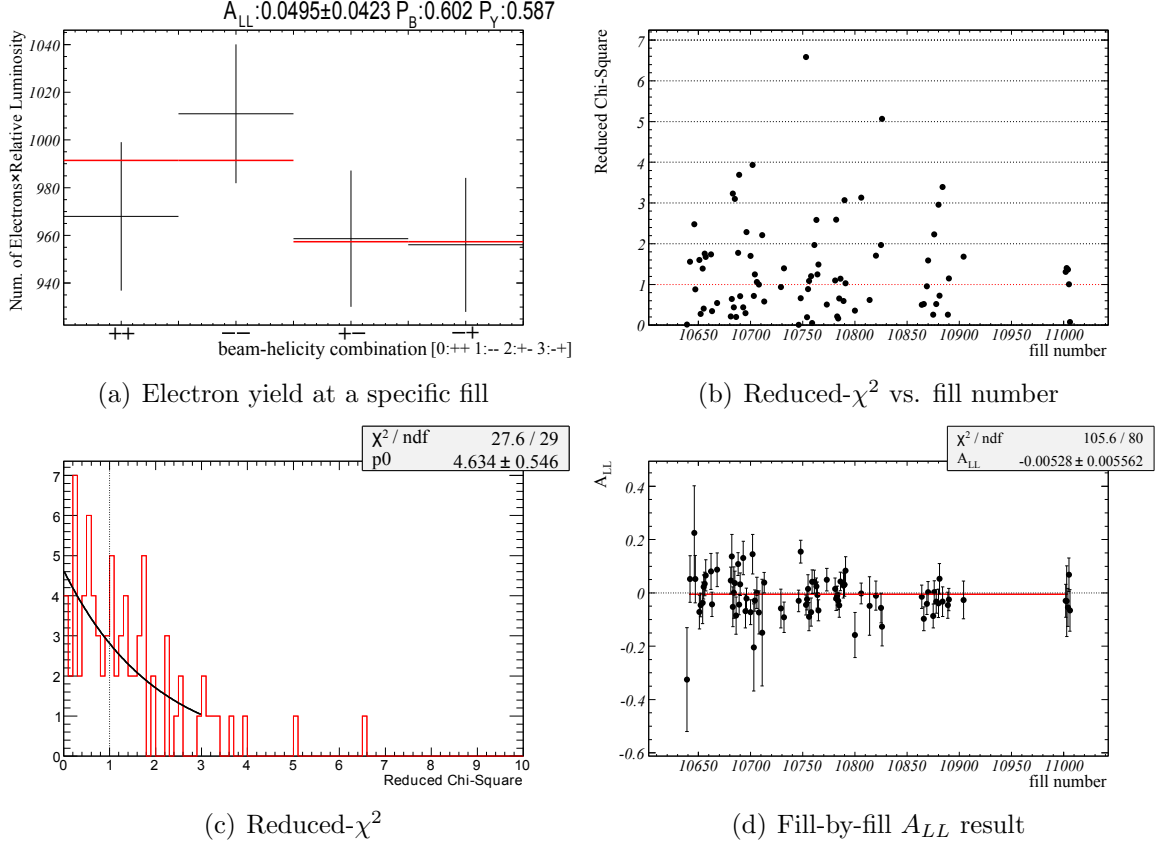 A_LL:0.0495±0.0423 P_B:0.602 P_Y:0.587
Num. of Electrons×Relative Luminosity
1040
1020
1000
980
960
940
++ -- +- -+
beam-helicity combination [0:++ 1:-- 2:+- 3:-+]
(a) Electron yield at a specific fill
Reduced Chi-Square
7
6
5
4
3
2
1
0
10650 10700 10750 10800 10850 10900 10950 11000
fill number
(b) Reduced-χ² vs. fill number
χ² / ndf 27.6 / 29
p0 4.634 ± 0.546
7
6
5
4
3
2
1
0
0 1 2 3 4 5 6 7 8 9 10
Reduced Chi-Square
(c) Reduced-χ²
χ² / ndf 105.6 / 80
A_LL -0.00528 ± 0.005562
A_LL
0.4
0.2
-0.0
-0.2
-0.4
-0.6
10650 10700 10750 10800 10850 10900 10950 11000
fill number
(d) Fill-by-fill A_LL result